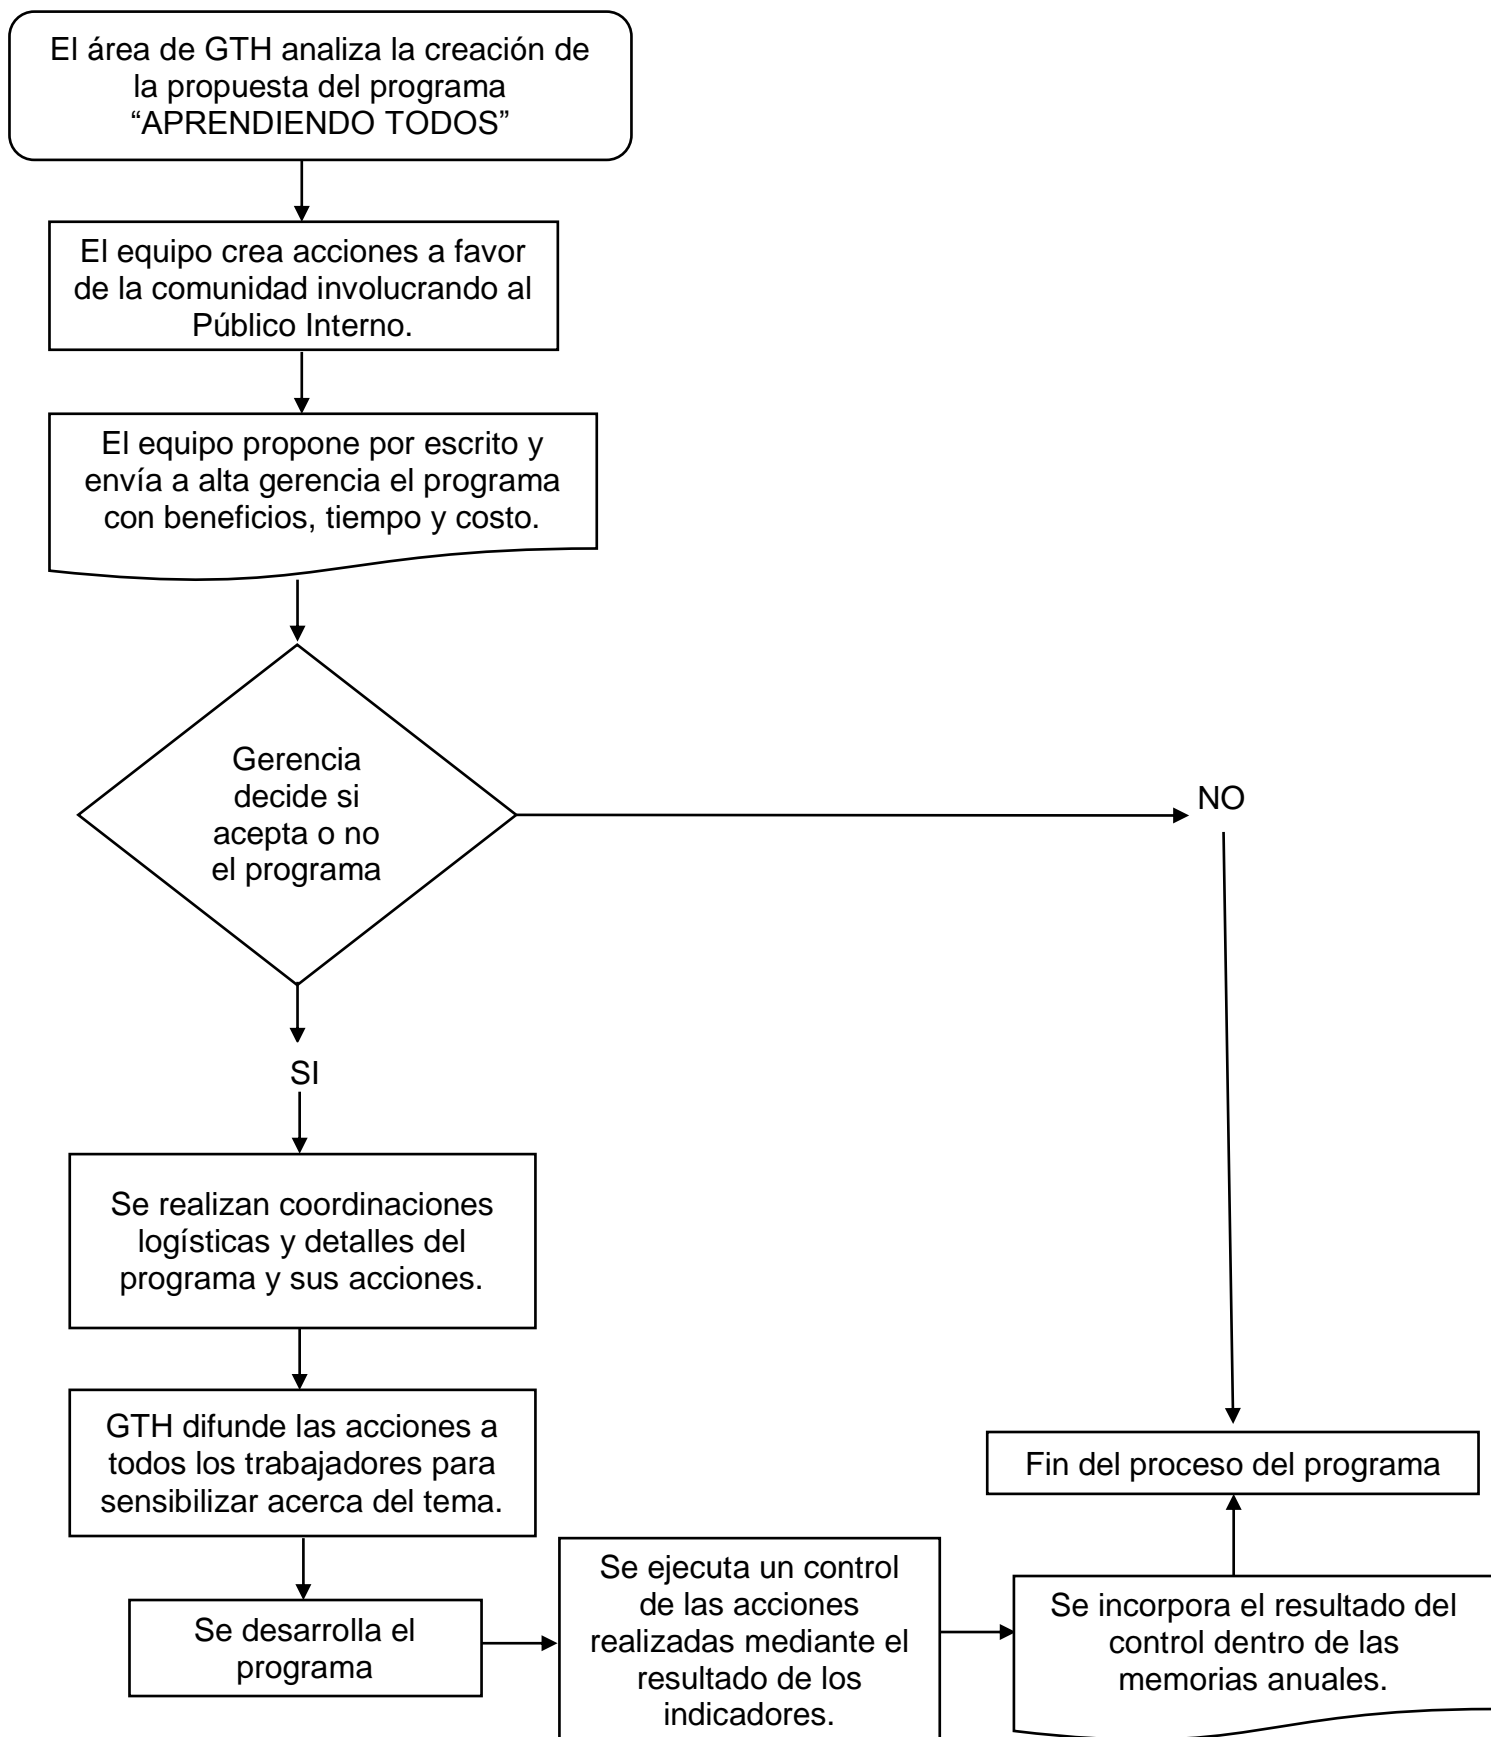 El área de GTH analiza la creación de
la propuesta del programa
“APRENDIENDO TODOS”
El equipo crea acciones a favor
de la comunidad involucrando al
Público Interno.
El equipo propone por escrito y
envía a alta gerencia el programa
con beneficios, tiempo y costo.
Gerencia
decide si
acepta o no
el programa
NO
SI
Se realizan coordinaciones
logísticas y detalles del
programa y sus acciones.
GTH difunde las acciones a
todos los trabajadores para
sensibilizar acerca del tema.
Se desarrolla el
programa
Se ejecuta un control
de las acciones
realizadas mediante el
resultado de los
indicadores.
Se incorpora el resultado del
control dentro de las
memorias anuales.
Fin del proceso del programa